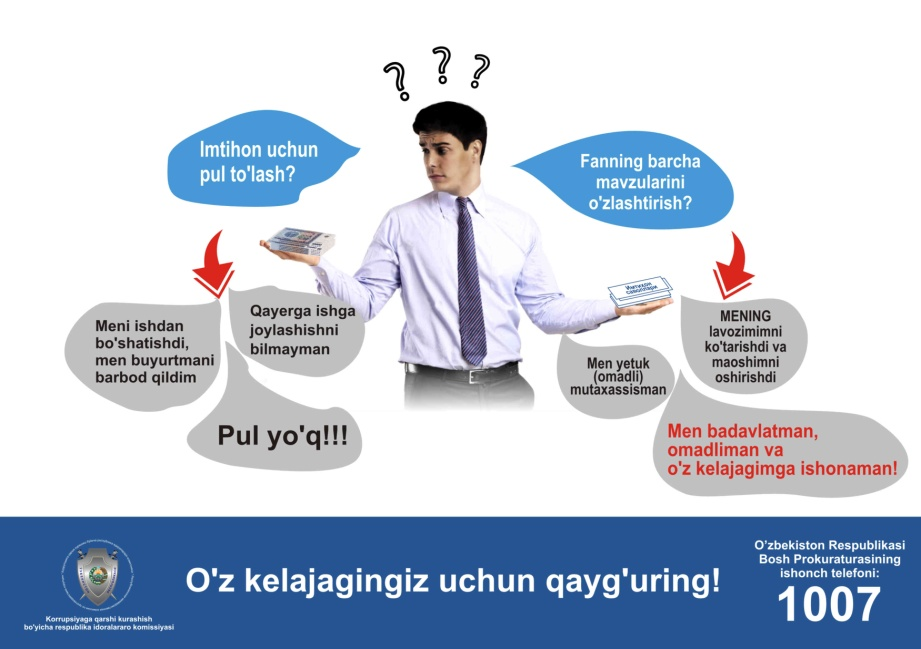 ? ? ?
Imtihon uchun
pul to'lash?
Fanning barcha
mavzularini
o'zlashtirish?
Имтихон
саволлари
Meni ishdan
bo'shatishdi,
men buyurtmani
barbod qildim
Qayerga ishga
joylashishni
bilmayman
Pul yo'q!!!
MENING
lavozimimni
ko'tarishdi va
maoshimni
oshirishdi
Men yetuk
(omadli)
mutaxassisman
Men badavlatman,
omadliman va
o'z kelajagimga ishonaman!
Korrupsiyaga qarshi kurashish
bo'yicha respublika idoralararo komissiyasi
O'z kelajagingiz uchun qayg'uring!
O'zbekiston Respublikasi
Bosh Prokuraturasining
ishonch telefoni:
1007